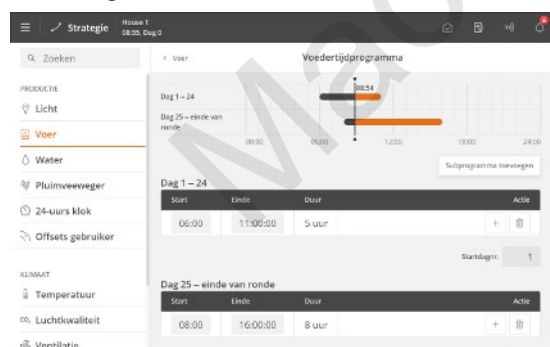 Strategie
House 1
08:55, Dag 0
Zoeken
PRODUCTIE
Licht
Voer
Water
Pluimveeweger
24-uurs klok
Offsets gebruiker
KLIMAAT
Temperatuur
CO₂ Luchtkwaliteit
Ventilatie
< Voer
Voedertijdprogramma
08:54
Dag 1 – 24
Dag 25 – einde van
ronde
00:00 06:00 12:00 18:00 24:00
Subprogramma toevoegen
Dag 1 – 24
Start Einde Duur Actie
06:00 11:00:00 5 uur +
Startdagnr. 1
Dag 25 – einde van ronde
Start Einde Duur Actie
08:00 16:00:00 8 uur +